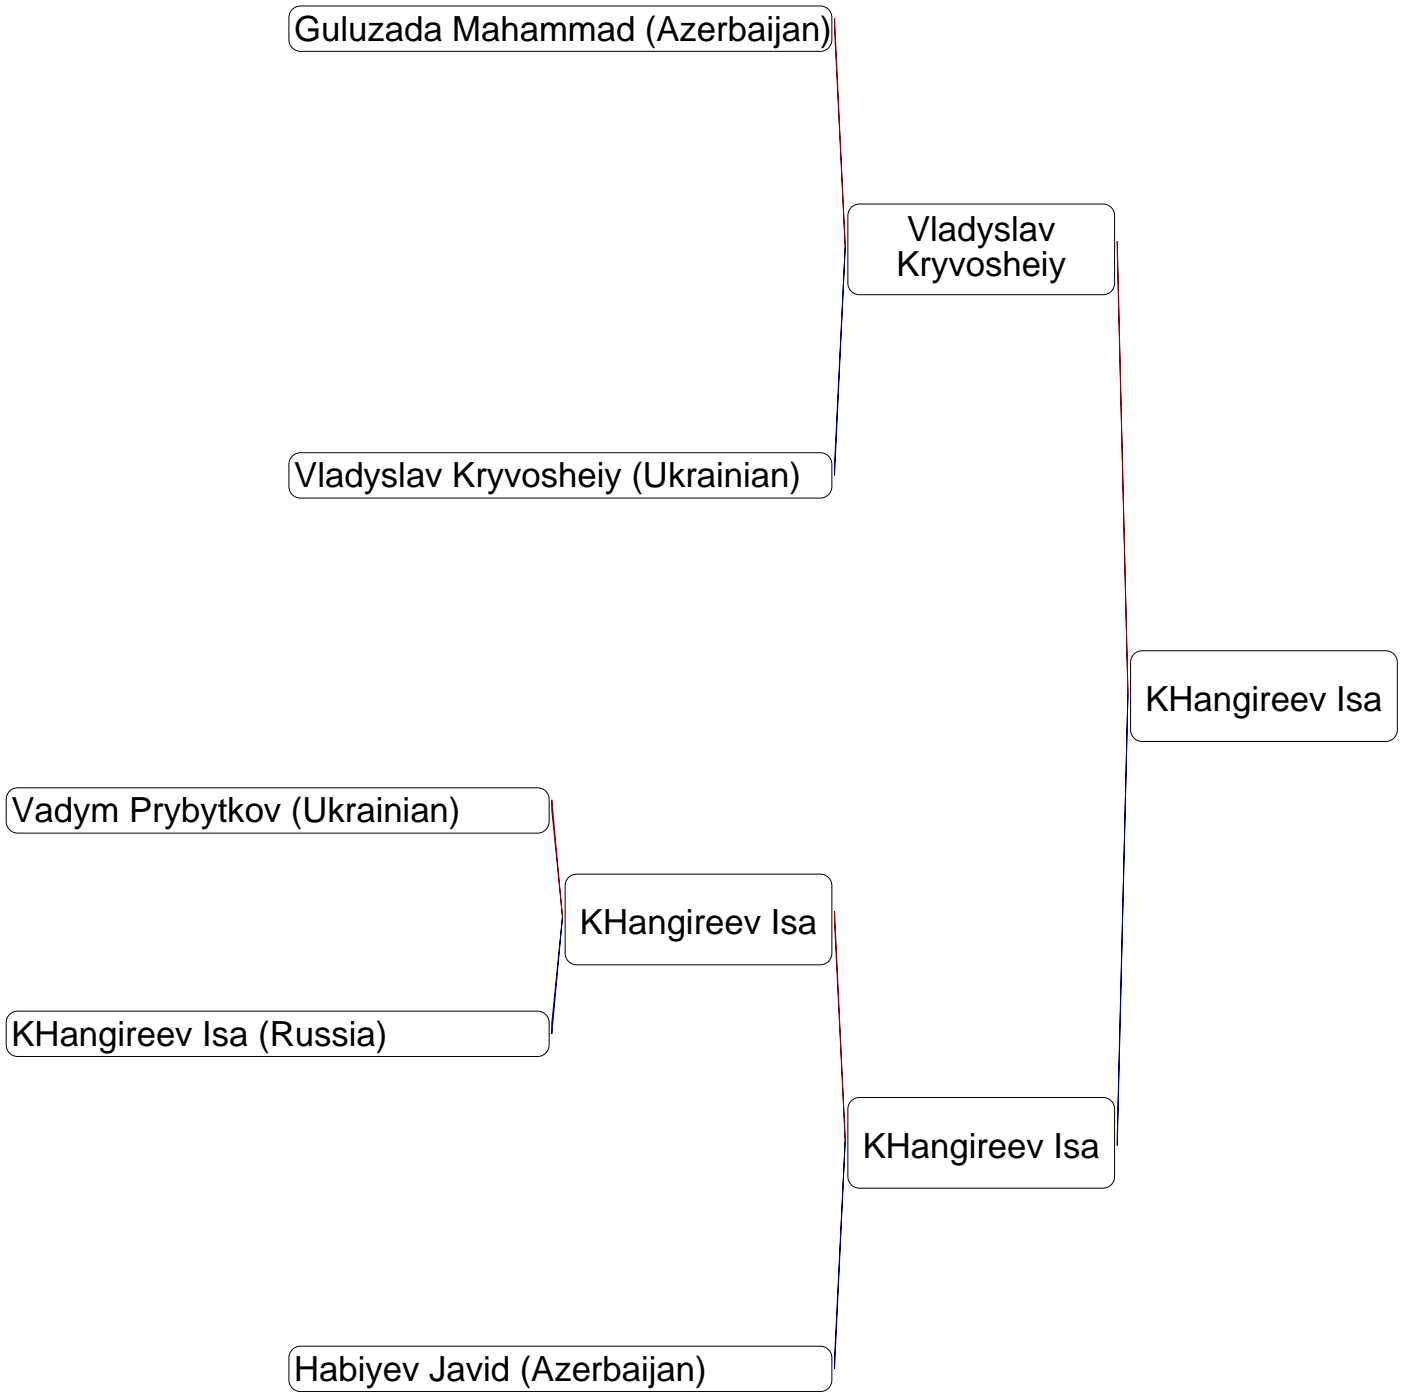 Guluzada Mahammad (Azerbaijan)
Vladyslav
Kryvosheiy
Vladyslav Kryvosheiy (Ukrainian)
KHangireev Isa
Vadym Prybytkov (Ukrainian)
KHangireev Isa
KHangireev Isa (Russia)
KHangireev Isa
Habiyev Javid (Azerbaijan)